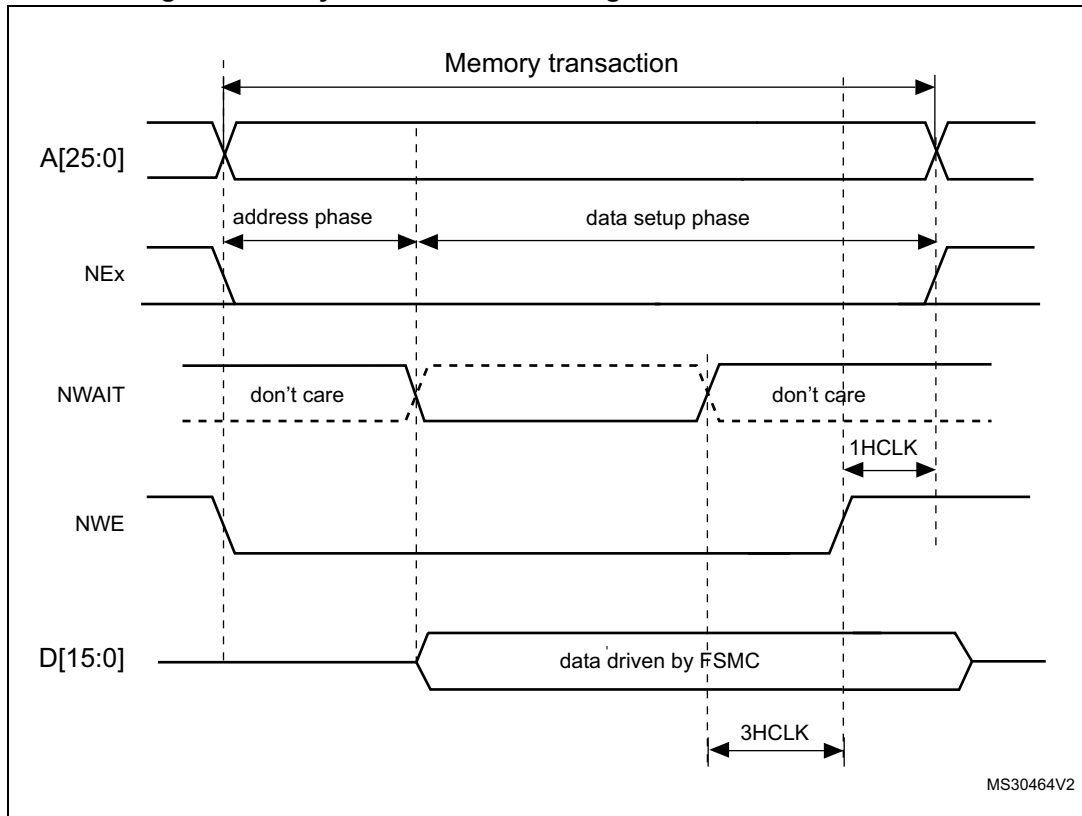 Memory transaction
A[25:0]
address phase
data setup phase
NEx
NWAIT
don't care
don't care
1HCLK
NWE
D[15:0]
data driven by FSMC
3HCLK
MS30464V2